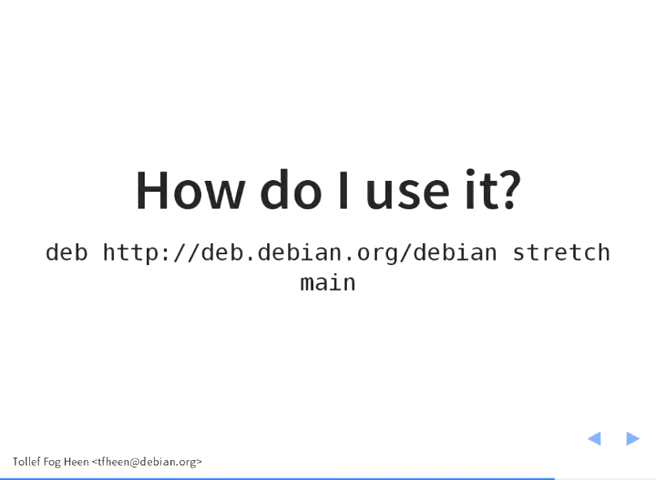 How do I use it?
deb http://deb.debian.org/debian stretch
main
Tollef Fog Heen <tfheen@debian.org>